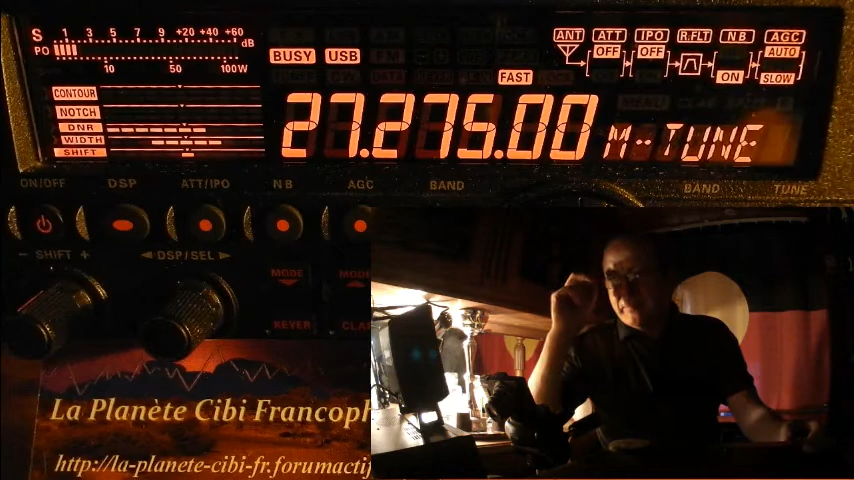 S 1 3 5 7 9 +20 +40 +60 dB
PO
10 50 100W
BUSY USB
FAST
ANT ATT IPO R.FLT NB AGC
OFF OFF AUTO
ON SLOW
CONTOUR
NOTCH
DNR
WIDTH
SHIFT
27.275.00 M-TUNE
ON/OFF DSP ATT/IPO NB AGC BAND BAND TUNE
− SHIFT + ◄DSP/SEL►
MODE MODE
KEYER CLAR
La Planète Cibi Francoph
http://la-planete-cibi-fr.forumactif